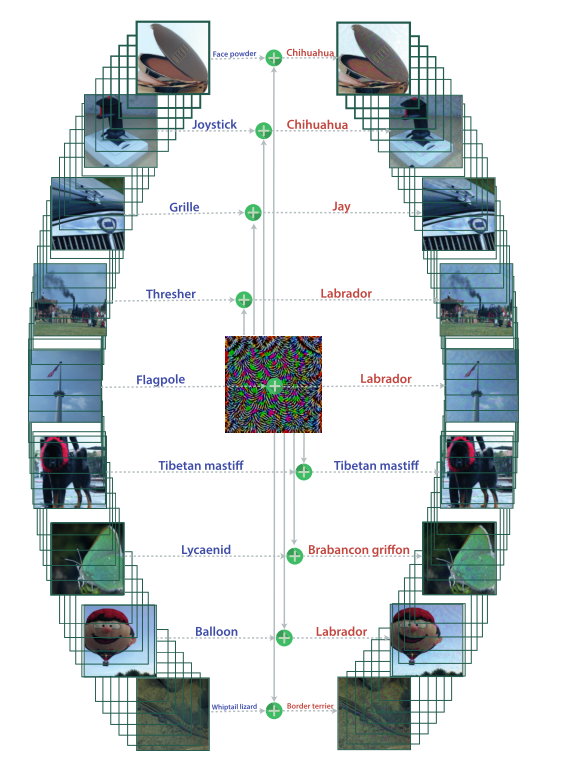 Face powder Chihuahua
Joystick Chihuahua
Grille Jay
Thresher Labrador
Flagpole Labrador
Tibetan mastiff Tibetan mastiff
Lycaenid Brabancon griffon
Balloon Labrador
Whiptail lizard Border terrier